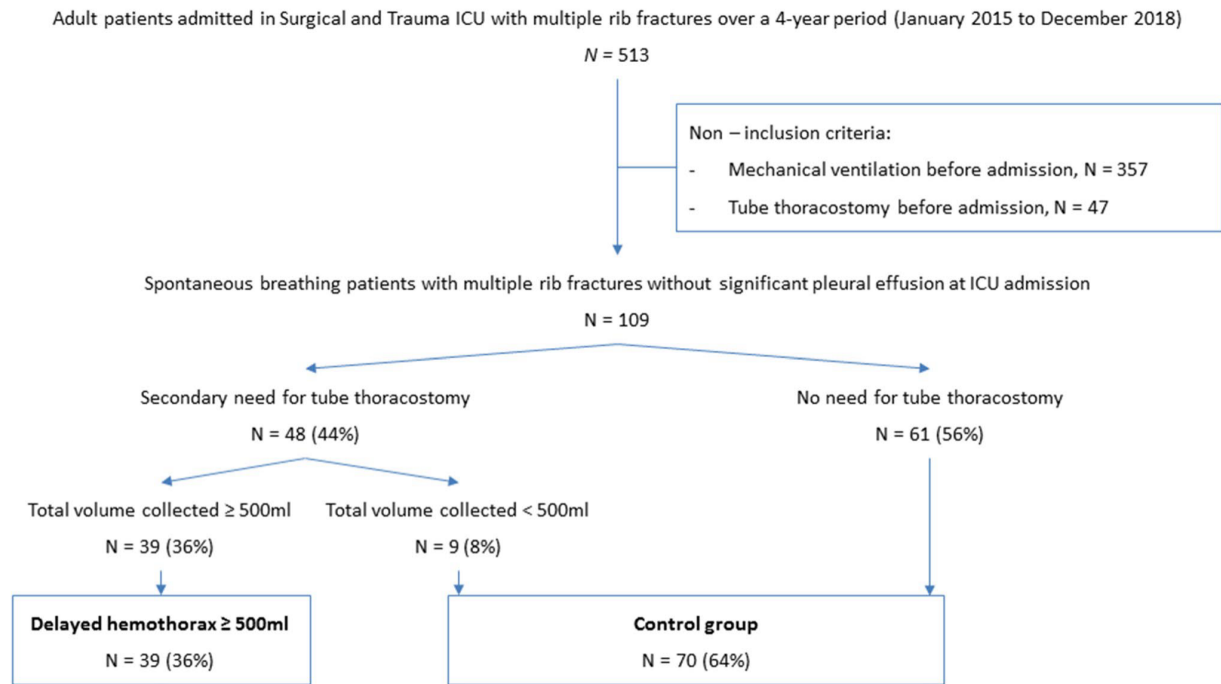 Adult patients admitted in Surgical and Trauma ICU with multiple rib fractures over a 4-year period (January 2015 to December 2018)
N = 513
Non – inclusion criteria:
- Mechanical ventilation before admission, N = 357
- Tube thoracostomy before admission, N = 47
Spontaneous breathing patients with multiple rib fractures without significant pleural effusion at ICU admission
N = 109
Secondary need for tube thoracostomy
N = 48 (44%)
No need for tube thoracostomy
N = 61 (56%)
Total volume collected ≥ 500ml
N = 39 (36%)
Total volume collected < 500ml
N = 9 (8%)
Delayed hemothorax ≥ 500ml
N = 39 (36%)
Control group
N = 70 (64%)